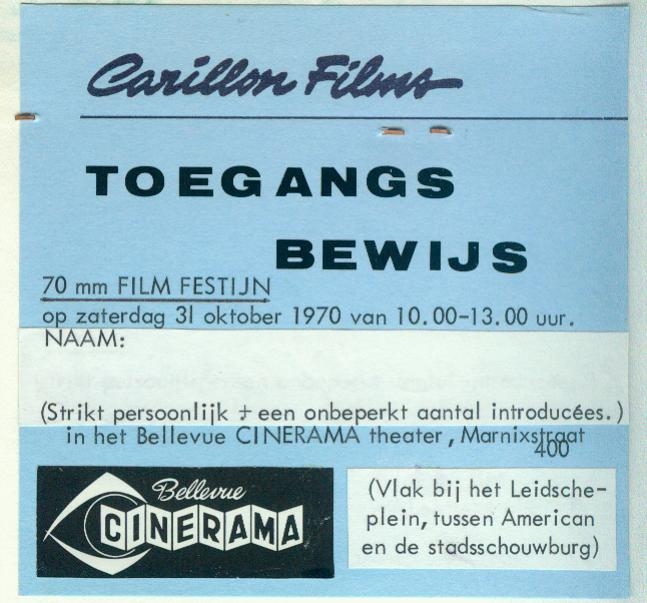 Carillon Films
TOEGANGS
BEWIJS
70 mm FILM FESTIJN
op zaterdag 31 oktober 1970 van 10.00-13.00 uur.
NAAM:
(Strikt persoonlijk + een onbeperkt aantal introducées.)
in het Bellevue CINERAMA theater, Marnixstraat
400
Bellevue
CINERAMA
(Vlak bij het Leidsche-
plein, tussen American
en de stadsschouwburg)